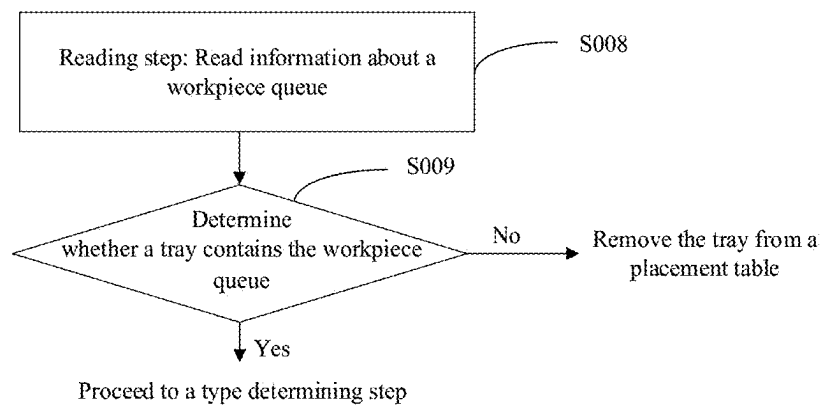 Reading step: Read information about a
workpiece queue
S008
S009
Determine
whether a tray contains the workpiece
queue
No
Remove the tray from a
placement table
Yes
Proceed to a type determining step